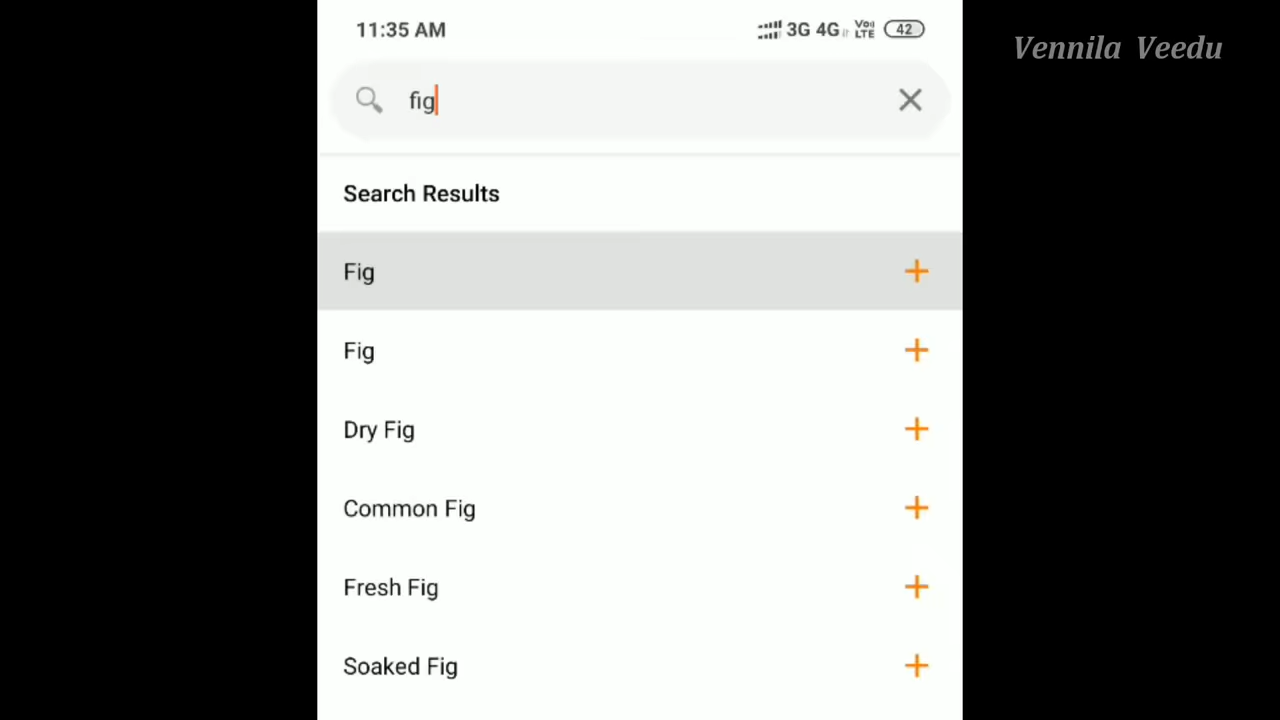 11:35 AM 3G 4G Vo)) LTE 42
Vennila Veedu
fig
Search Results
Fig
Fig
Dry Fig
Common Fig
Fresh Fig
Soaked Fig